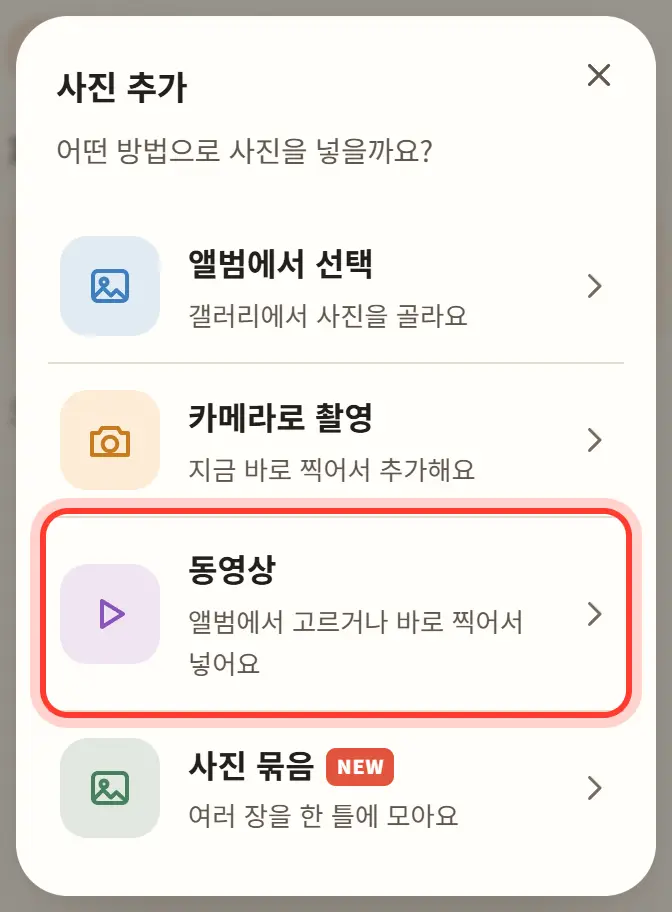 사진 추가
어떤 방법으로 사진을 넣을까요?
앨범에서 선택
갤러리에서 사진을 골라요
카메라로 촬영
지금 바로 찍어서 추가해요
동영상
앨범에서 고르거나 바로 찍어서
넣어요
사진 묶음 NEW
여러 장을 한 틀에 모아요